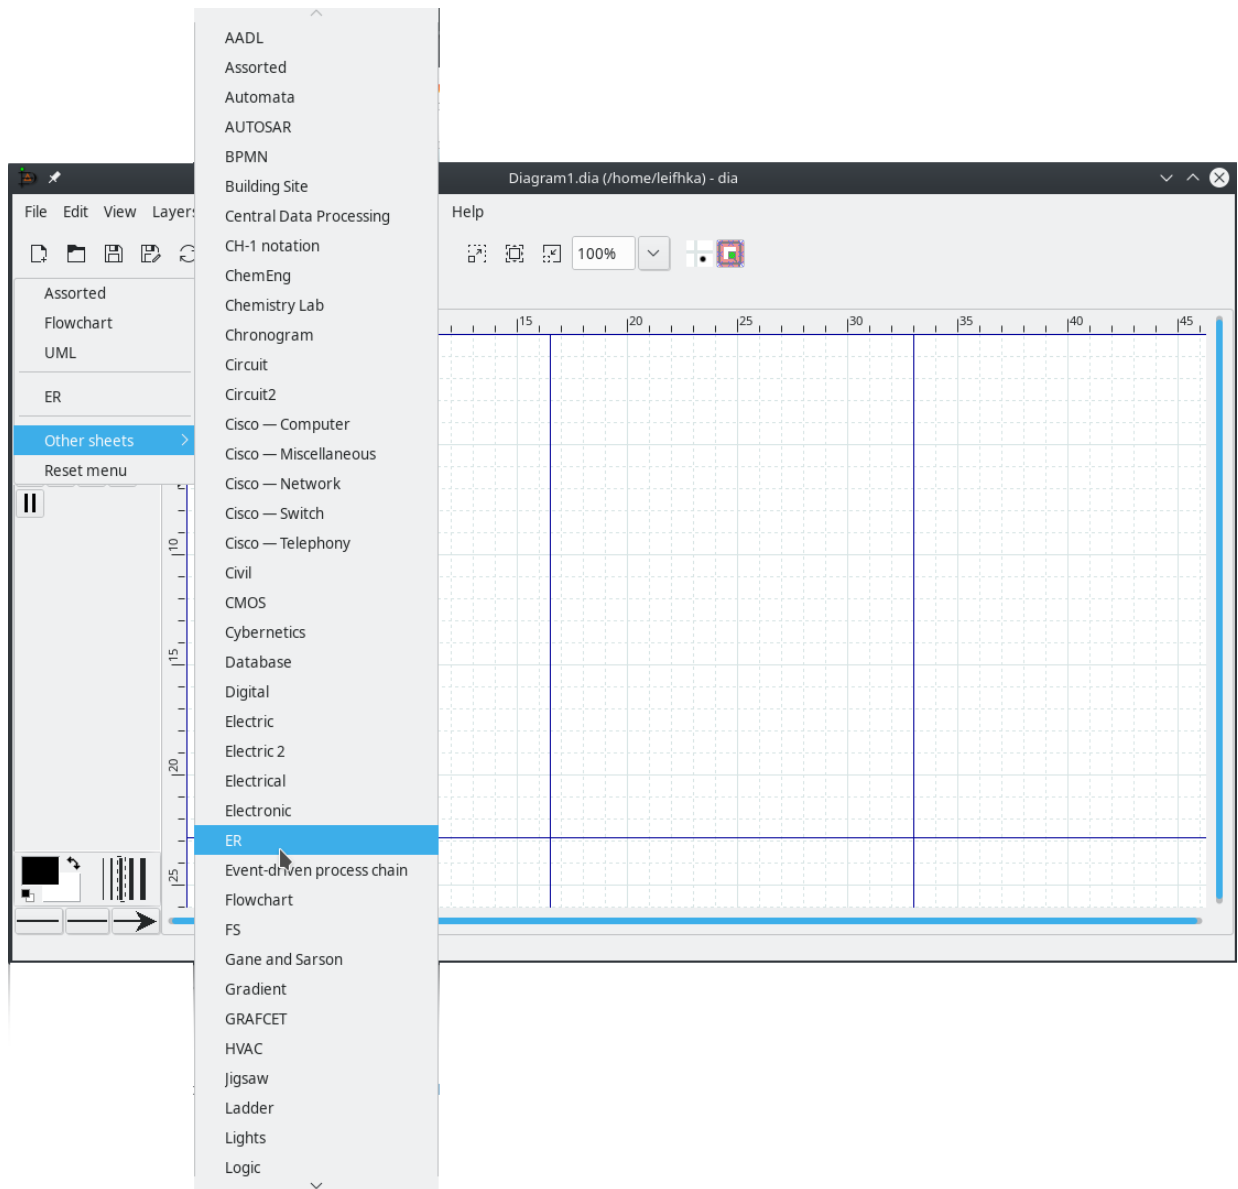 AADL
Assorted
Automata
AUTOSAR
BPMN
Building Site
Central Data Processing
CH-1 notation
ChemEng
Chemistry Lab
Chronogram
Circuit
Circuit2
Cisco — Computer
Cisco — Miscellaneous
Cisco — Network
Cisco — Switch
Cisco — Telephony
Civil
CMOS
Cybernetics
Database
Digital
Electric
Electric 2
Electrical
Electronic
ER
Event-driven process chain
Flowchart
FS
Gane and Sarson
Gradient
GRAFCET
HVAC
Jigsaw
Ladder
Lights
Logic
Diagram1.dia (/home/leifhka) - dia
File Edit View Layers Help
100%
Assorted
Flowchart
UML
ER
Other sheets
Reset menu
15 20 25 30 35 40 45
10
15
20
25